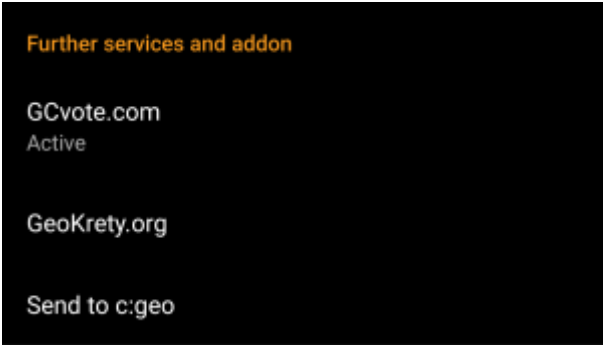 Further services and addon
GCvote.com
Active
GeoKrety.org
Send to c:geo